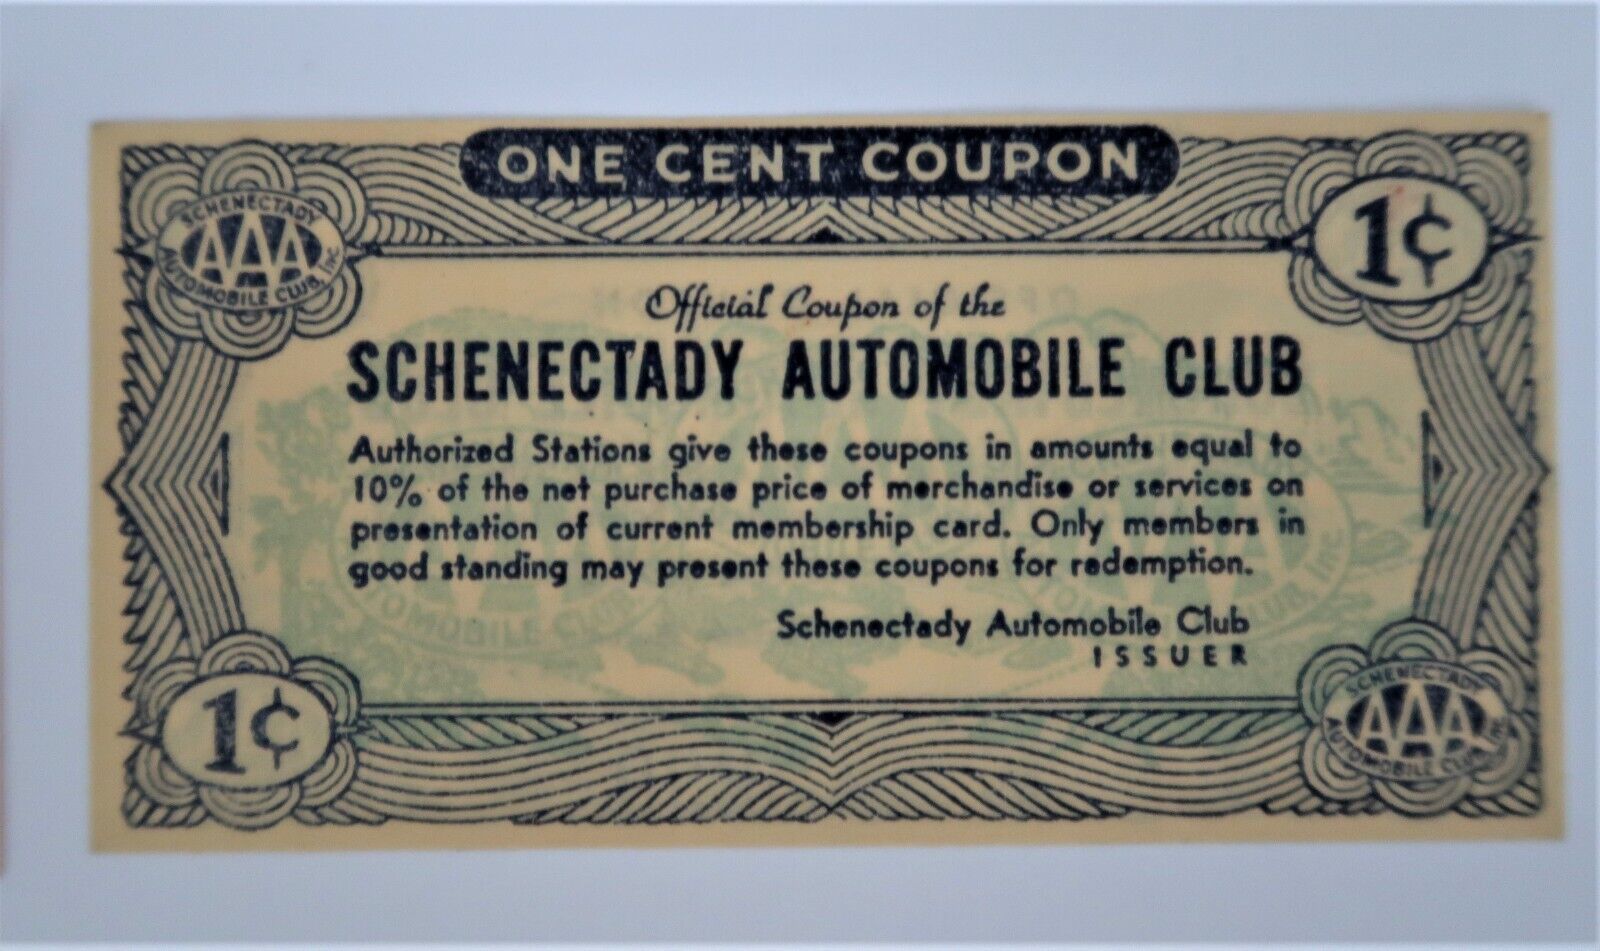 ONE CENT COUPON
SCHENECTADY
AAA
AUTOMOBILE CLUB, Inc.
1¢
Official Coupon of the
SCHENECTADY AUTOMOBILE CLUB
Authorized Stations give these coupons in amounts equal to
10% of the net purchase price of merchandise or services on
presentation of current membership card. Only members in
good standing may present these coupons for redemption.
Schenectady Automobile Club
ISSUER
1¢
SCHENECTADY
AAA
AUTOMOBILE CLUB, Inc.